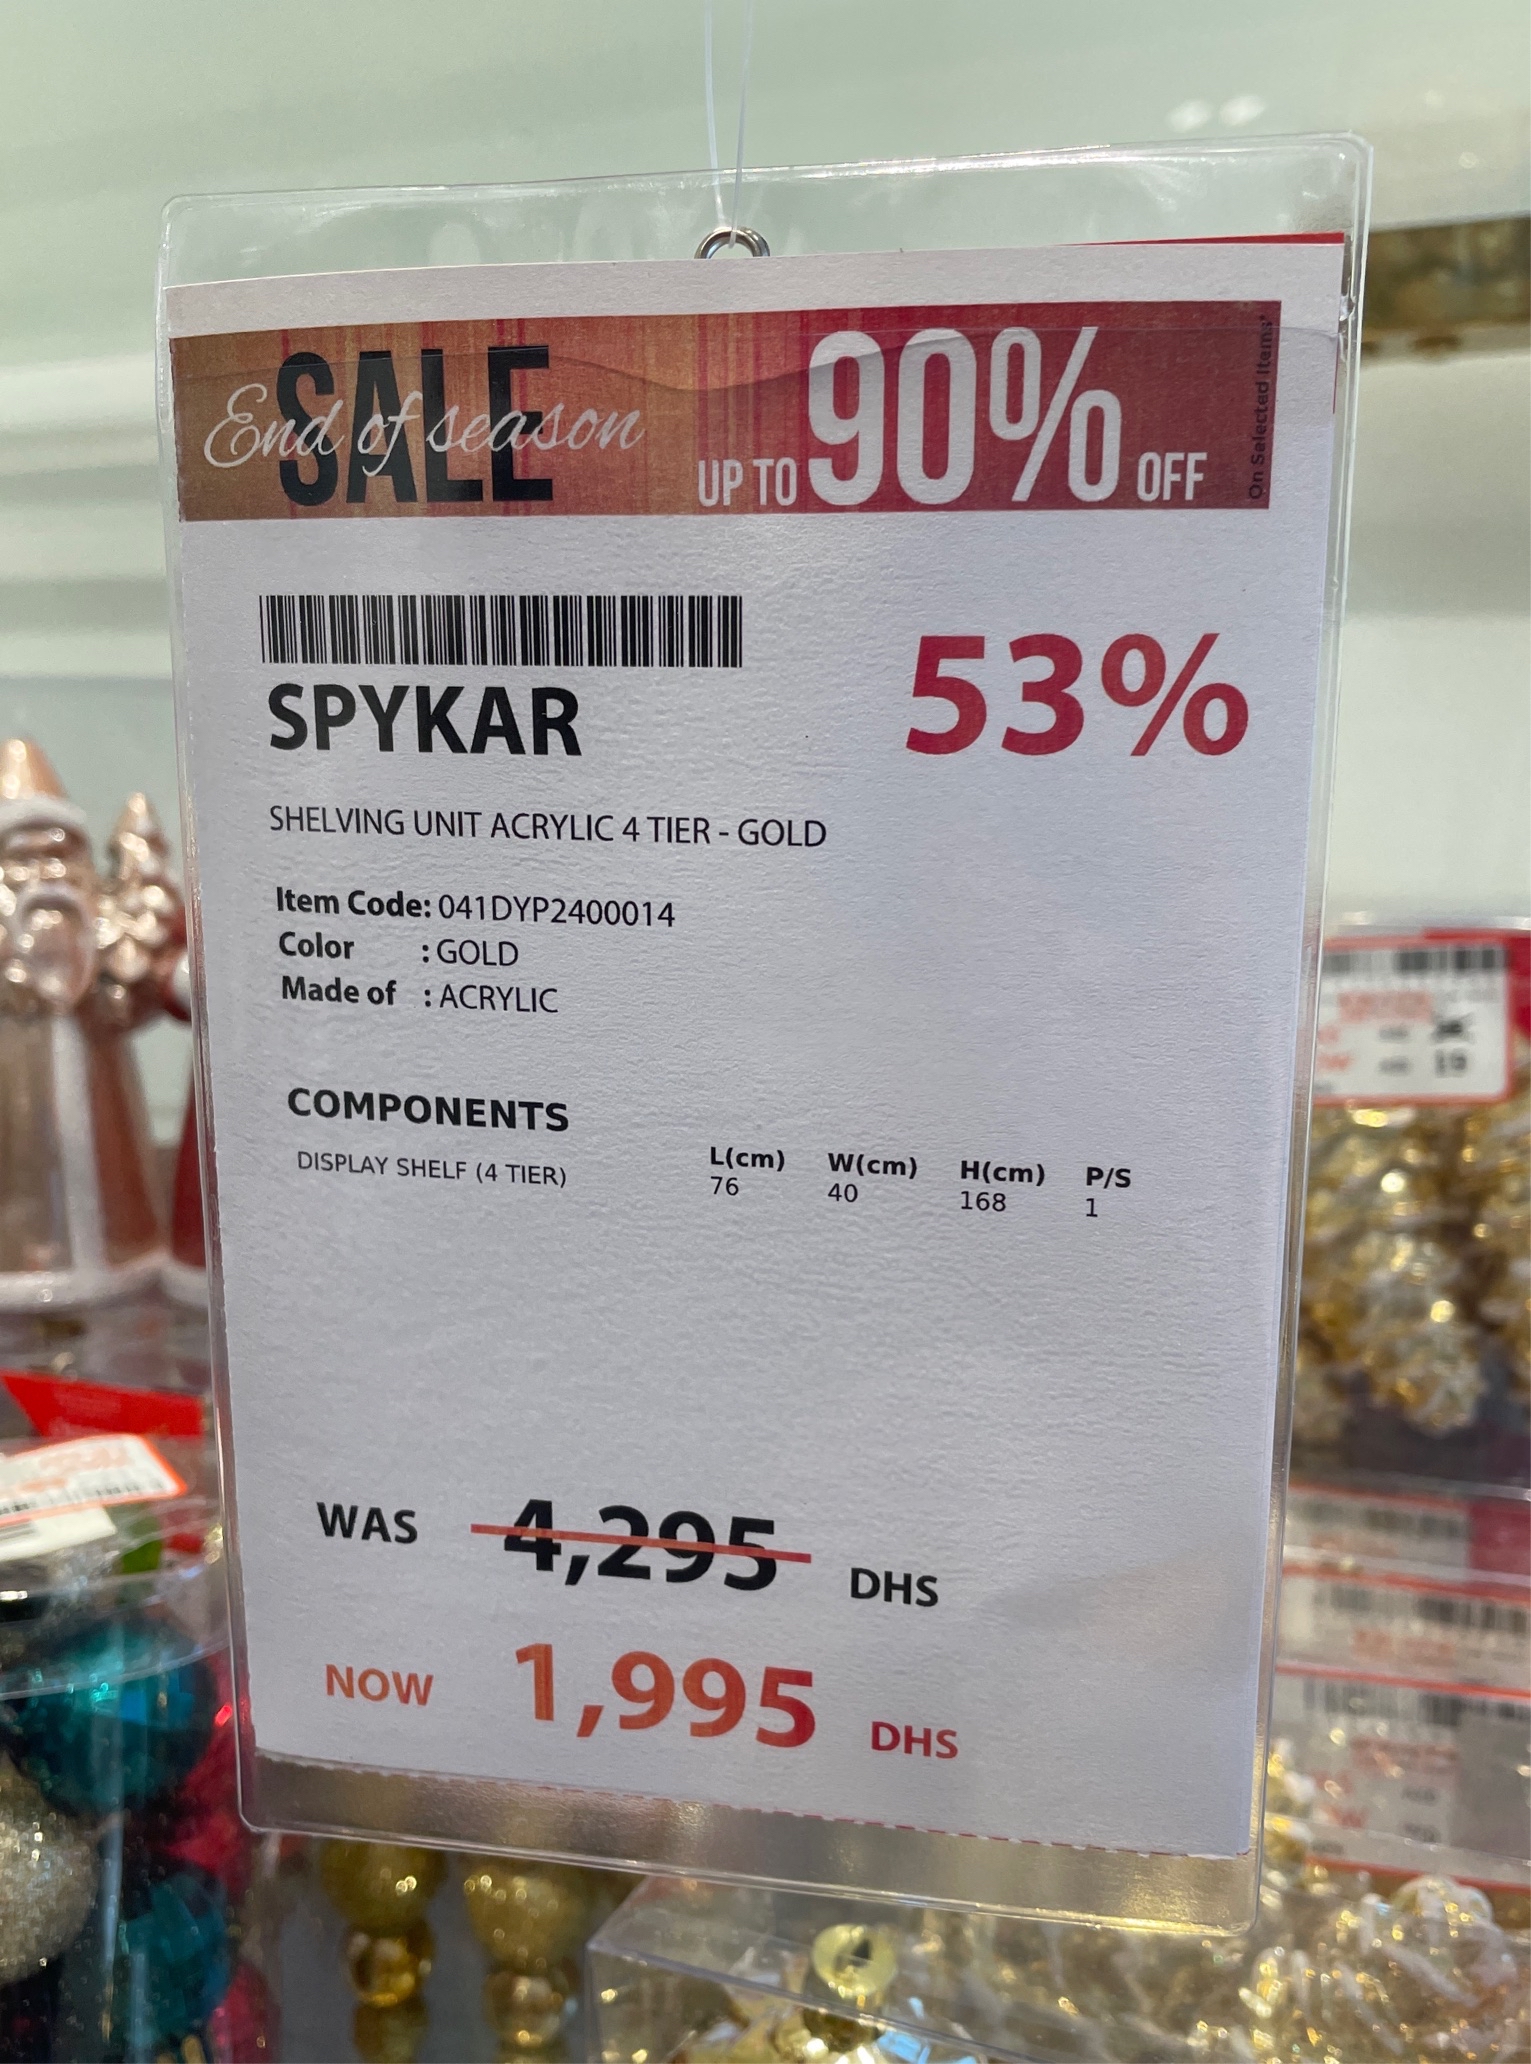 End of season
SALE
UP TO 90% OFF
On Selected Items*
53%
SPYKAR
SHELVING UNIT ACRYLIC 4 TIER - GOLD
Item Code: 041DYP2400014
Color : GOLD
Made of : ACRYLIC
COMPONENTS
L(cm) W(cm) H(cm) P/S
DISPLAY SHELF (4 TIER) 76 40 168 1
WAS 4,295 DHS
NOW 1,995 DHS
19